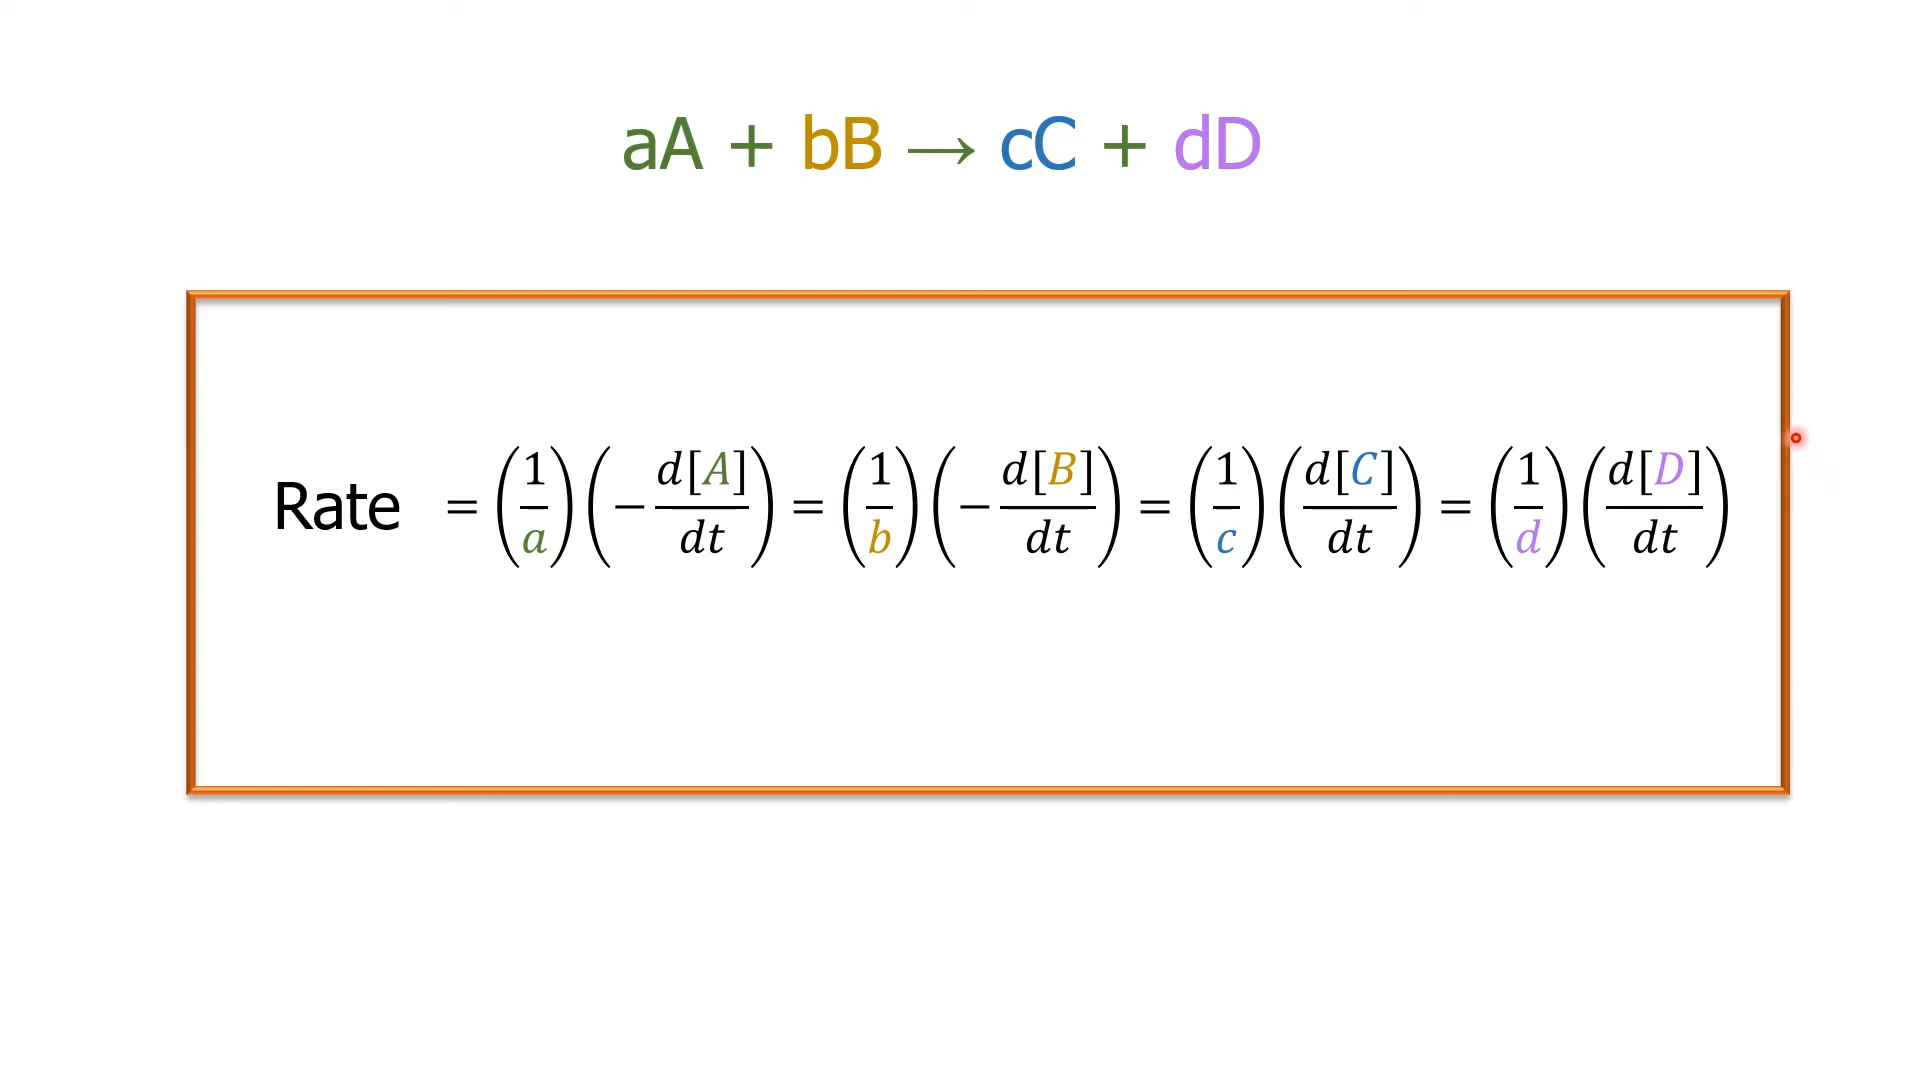 aA + bB → cC + dD
Rate = (1/a)(−d[A]/dt) = (1/b)(−d[B]/dt) = (1/c)(d[C]/dt) = (1/d)(d[D]/dt)